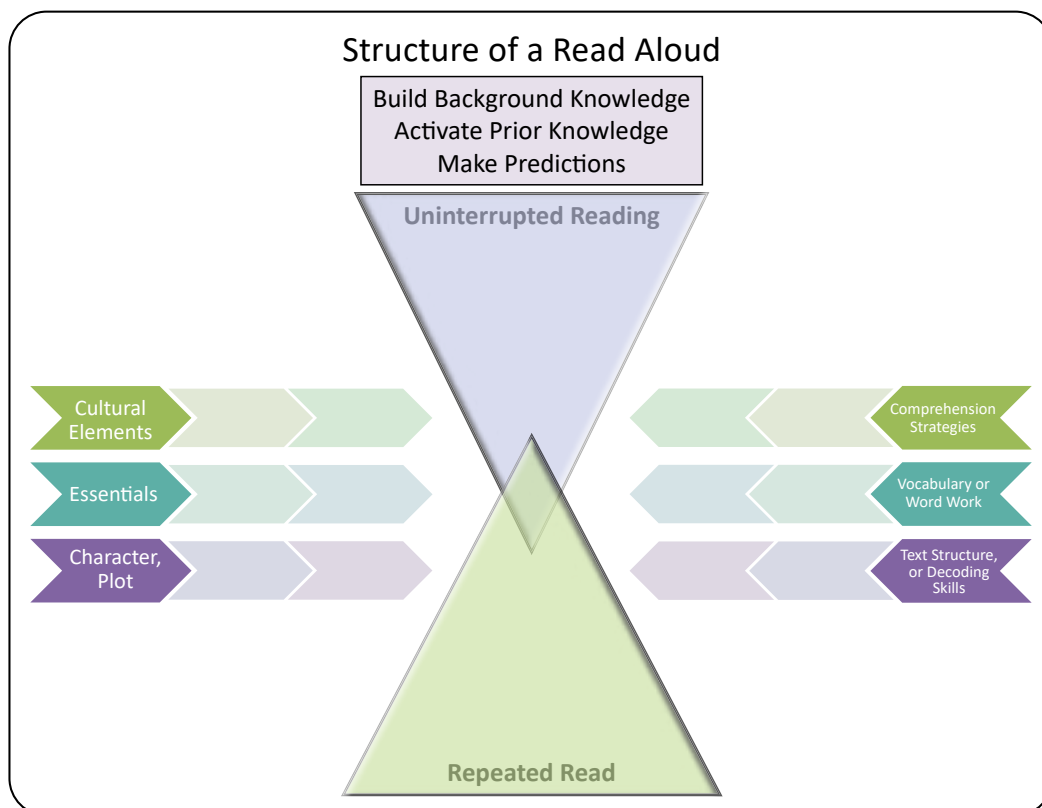 Structure of a Read Aloud
Build Background Knowledge
Activate Prior Knowledge
Make Predictions
Uninterrupted Reading
Cultural
Elements
Essentials
Character,
Plot
Comprehension
Strategies
Vocabulary or
Word Work
Text Structure,
or Decoding
Skills
Repeated Read